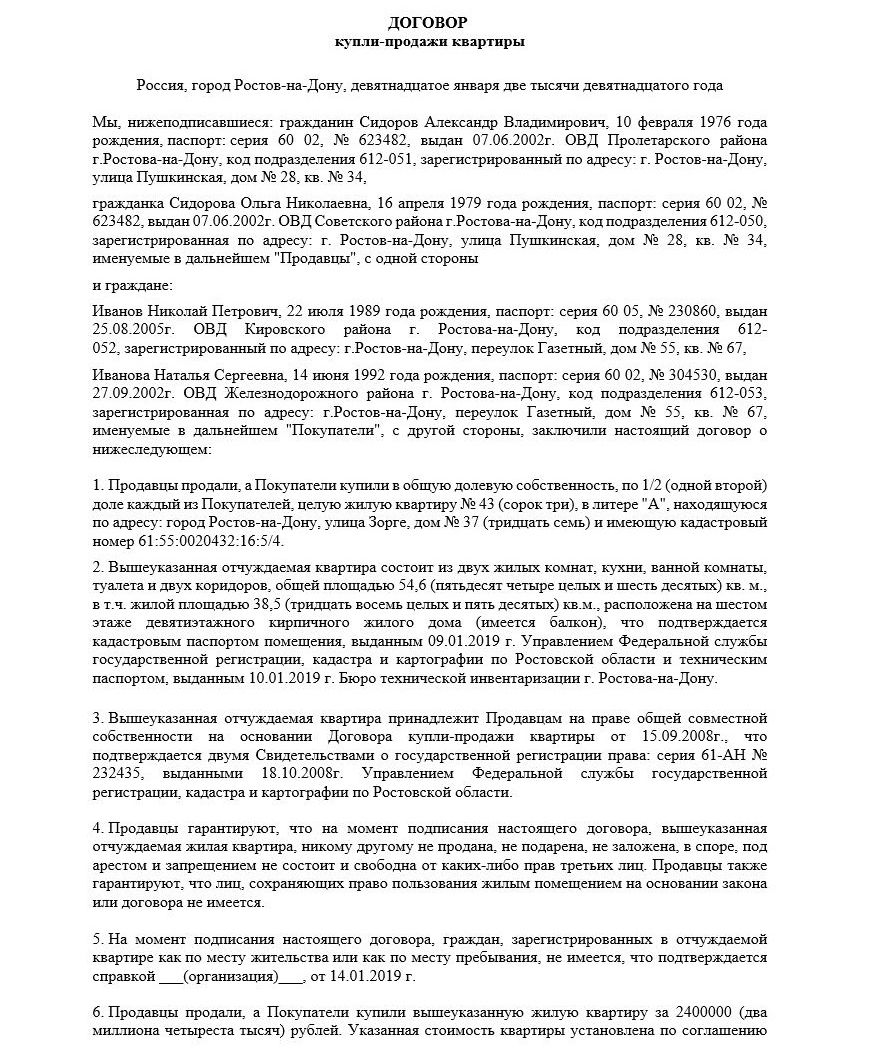 ДОГОВОР
купли-продажи квартиры
Россия, город Ростов-на-Дону, девятнадцатое января две тысячи девятнадцатого года
Мы, нижеподписавшиеся: гражданин Сидоров Александр Владимирович, 10 февраля 1976 года
рождения, паспорт: серия 60 02, № 623482, выдан 07.06.2002г. ОВД Пролетарского района
г.Ростова-на-Дону, код подразделения 612-051, зарегистрированный по адресу: г. Ростов-на-Дону,
улица Пушкинская, дом № 28, кв. № 34,
гражданка Сидорова Ольга Николаевна, 16 апреля 1979 года рождения, паспорт: серия 60 02, №
623482, выдан 07.06.2002г. ОВД Советского района г.Ростова-на-Дону, код подразделения 612-050,
зарегистрированная по адресу: г. Ростов-на-Дону, улица Пушкинская, дом № 28, кв. № 34,
именуемые в дальнейшем "Продавцы", с одной стороны
и граждане:
Иванов Николай Петрович, 22 июля 1989 года рождения, паспорт: серия 60 05, № 230860, выдан
25.08.2005г. ОВД Кировского района г. Ростова-на-Дону, код подразделения 612-
052, зарегистрированный по адресу: г.Ростов-на-Дону, переулок Газетный, дом № 55, кв. № 67,
Иванова Наталья Сергеевна, 14 июня 1992 года рождения, паспорт: серия 60 02, № 304530, выдан
27.09.2002г. ОВД Железнодорожного района г. Ростова-на-Дону, код подразделения 612-053,
зарегистрированная по адресу: г.Ростов-на-Дону, переулок Газетный, дом № 55, кв. № 67,
именуемые в дальнейшем "Покупатели", с другой стороны, заключили настоящий договор о
нижеследующем:
1. Продавцы продали, а Покупатели купили в общую долевую собственность, по 1/2 (одной второй)
доле каждый из Покупателей, целую жилую квартиру № 43 (сорок три), в литере "А", находящуюся
по адресу: город Ростов-на-Дону, улица Зорге, дом № 37 (тридцать семь) и имеющую кадастровый
номер 61:55:0020432:16:5/4.
2. Вышеуказанная отчуждаемая квартира состоит из двух жилых комнат, кухни, ванной комнаты,
туалета и двух коридоров, общей площадью 54,6 (пятьдесят четыре целых и шесть десятых) кв. м.,
в т.ч. жилой площадью 38,5 (тридцать восемь целых и пять десятых) кв.м., расположена на шестом
этаже девятиэтажного кирпичного жилого дома (имеется балкон), что подтверждается
кадастровым паспортом помещения, выданным 09.01.2019 г. Управлением Федеральной службы
государственной регистрации, кадастра и картографии по Ростовской области и техническим
паспортом, выданным 10.01.2019 г. Бюро технической инвентаризации г. Ростова-на-Дону.
3. Вышеуказанная отчуждаемая квартира принадлежит Продавцам на праве общей совместной
собственности на основании Договора купли-продажи квартиры от 15.09.2008г., что
подтверждается двумя Свидетельствами о государственной регистрации права: серия 61-АН №
232435, выданными 18.10.2008г. Управлением Федеральной службы государственной
регистрации, кадастра и картографии по Ростовской области.
4. Продавцы гарантируют, что на момент подписания настоящего договора, вышеуказанная
отчуждаемая жилая квартира, никому другому не продана, не подарена, не заложена, в споре, под
арестом и запрещением не состоит и свободна от каких-либо прав третьих лиц. Продавцы также
гарантируют, что лиц, сохраняющих право пользования жилым помещением на основании закона
или договора не имеется.
5. На момент подписания настоящего договора, граждан, зарегистрированных в отчуждаемой
квартире как по месту жительства или как по месту пребывания, не имеется, что подтверждается
справкой ___(организация)___, от 14.01.2019 г.
6. Продавцы продали, а Покупатели купили вышеуказанную жилую квартиру за 2400000 (два
миллиона четыреста тысяч) рублей. Указанная стоимость квартиры установлена по соглашению